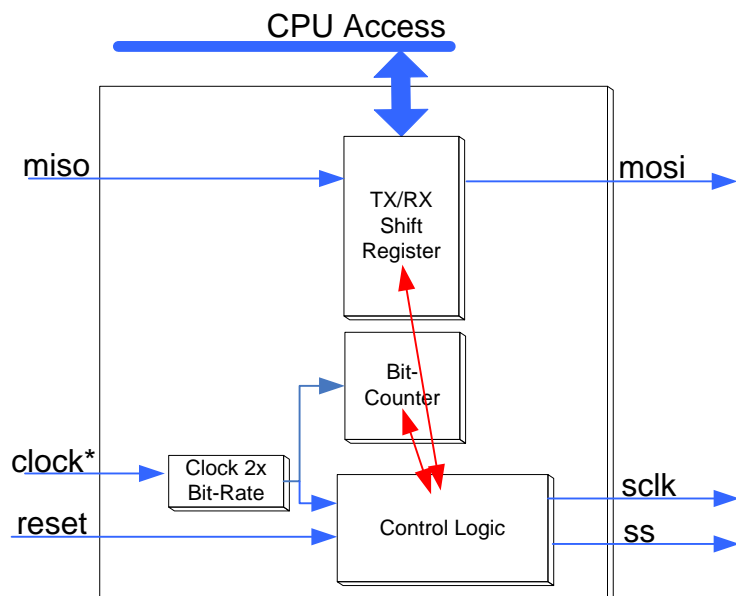 CPU Access
miso
mosi
TX/RX
Shift
Register
Bit-
Counter
clock*
Clock 2x
Bit-Rate
sclk
reset
Control Logic
ss